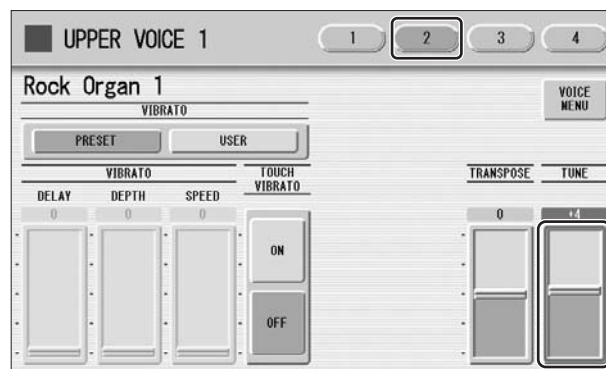 UPPER VOICE 1
1 2 3 4
Rock Organ 1
VOICE
MENU
VIBRATO
PRESET USER
VIBRATO TOUCH
VIBRATO
TRANSPOSE TUNE
DELAY DEPTH SPEED
0 0 0 0 +4
ON
OFF